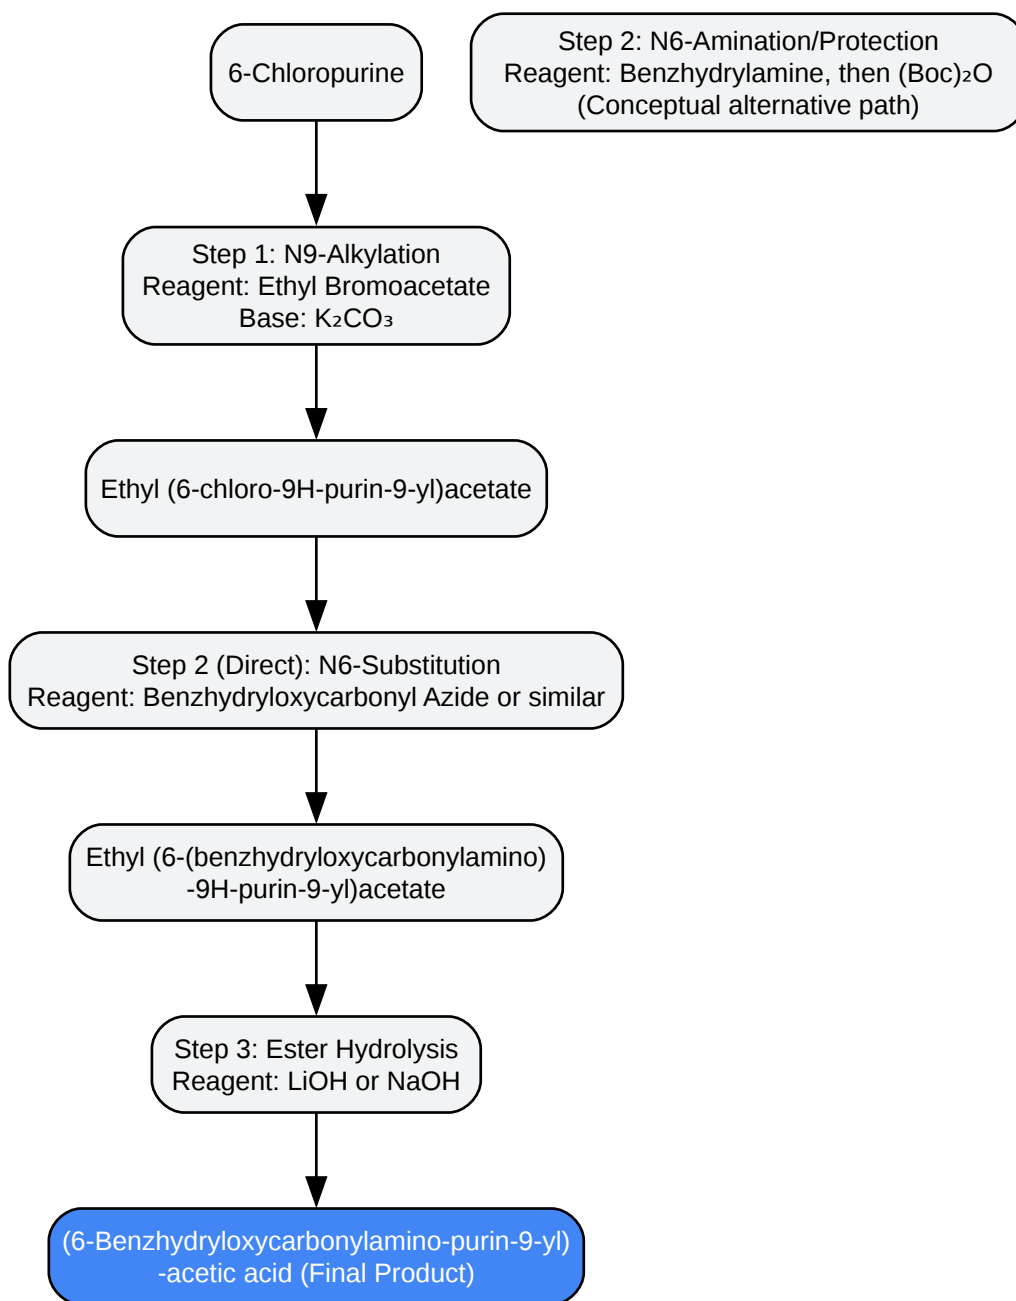 6-Chloropurine
Step 2: N6-Amination/Protection
Reagent: Benzhydrylamine, then (Boc)₂O
(Conceptual alternative path)
Step 1: N9-Alkylation
Reagent: Ethyl Bromoacetate
Base: K₂CO₃
Ethyl (6-chloro-9H-purin-9-yl)acetate
Step 2 (Direct): N6-Substitution
Reagent: Benzhydryloxycarbonyl Azide or similar
Ethyl (6-(benzhydryloxycarbonylamino)
-9H-purin-9-yl)acetate
Step 3: Ester Hydrolysis
Reagent: LiOH or NaOH
(6-Benzhydryloxycarbonylamino-purin-9-yl)
-acetic acid (Final Product)